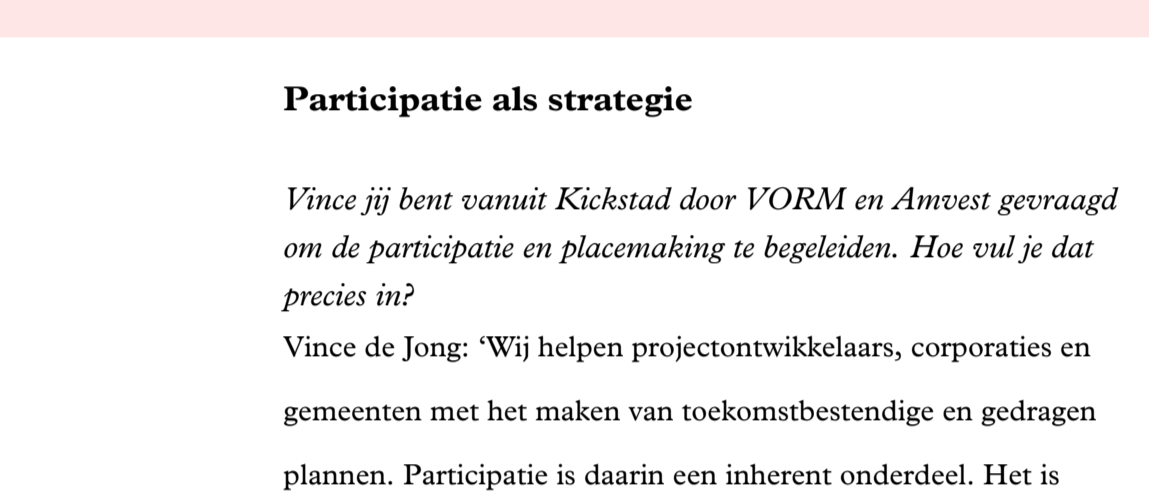 Participatie als strategie
Vince jij bent vanuit Kickstad door VORM en Amvest gevraagd
om de participatie en placemaking te begeleiden. Hoe vul je dat
precies in?
Vince de Jong: ‘Wij helpen projectontwikkelaars, corporaties en
gemeenten met het maken van toekomstbestendige en gedragen
plannen. Participatie is daarin een inherent onderdeel. Het is